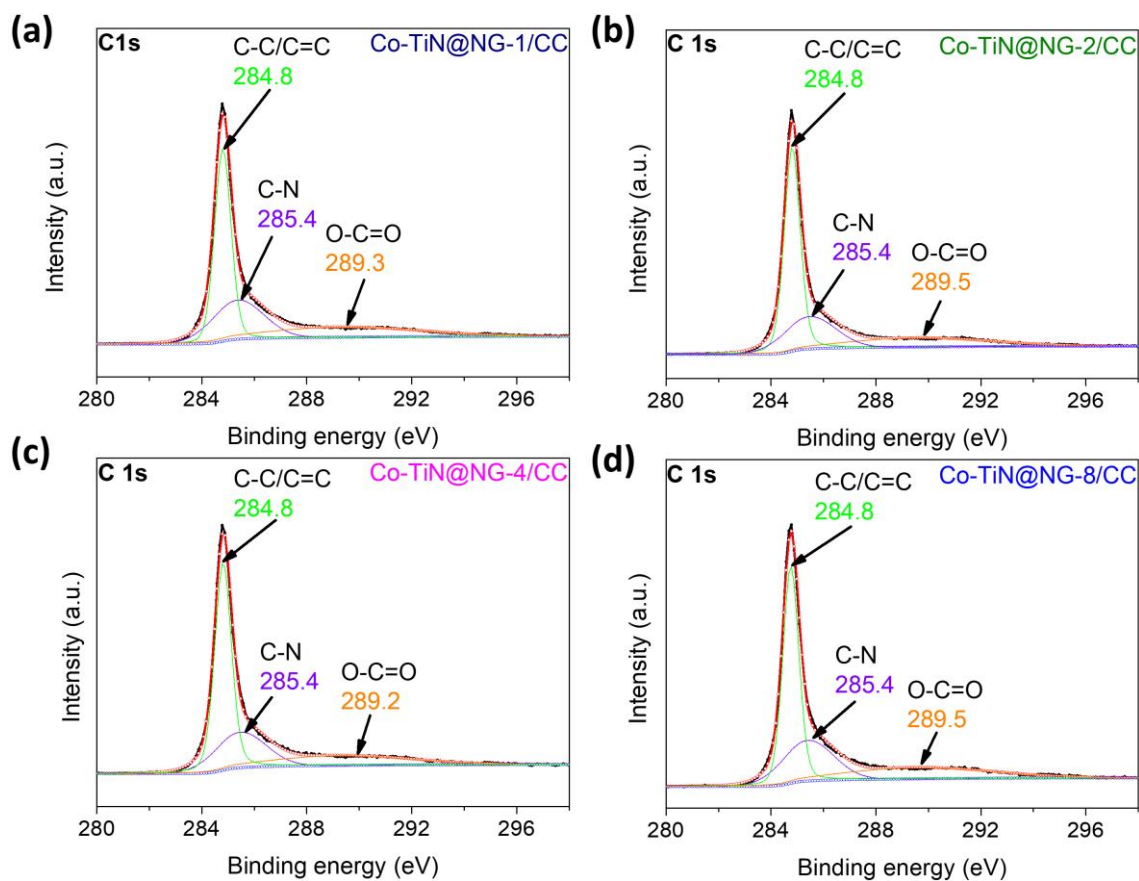 (a)
C1s
Co-TiN@NG-1/CC
C-C/C=C
284.8
C-N
285.4
O-C=O
289.3
Intensity (a.u.)
280 284 288 292 296
Binding energy (eV)
(b)
C 1s
Co-TiN@NG-2/CC
C-C/C=C
284.8
C-N
285.4
O-C=O
289.5
Intensity (a.u.)
280 284 288 292 296
Binding energy (eV)
(c)
C 1s
Co-TiN@NG-4/CC
C-C/C=C
284.8
C-N
285.4
O-C=O
289.2
Intensity (a.u.)
280 284 288 292 296
Binding energy (eV)
(d)
C 1s
Co-TiN@NG-8/CC
C-C/C=C
284.8
C-N
285.4
O-C=O
289.5
Intensity (a.u.)
280 284 288 292 296
Binding energy (eV)